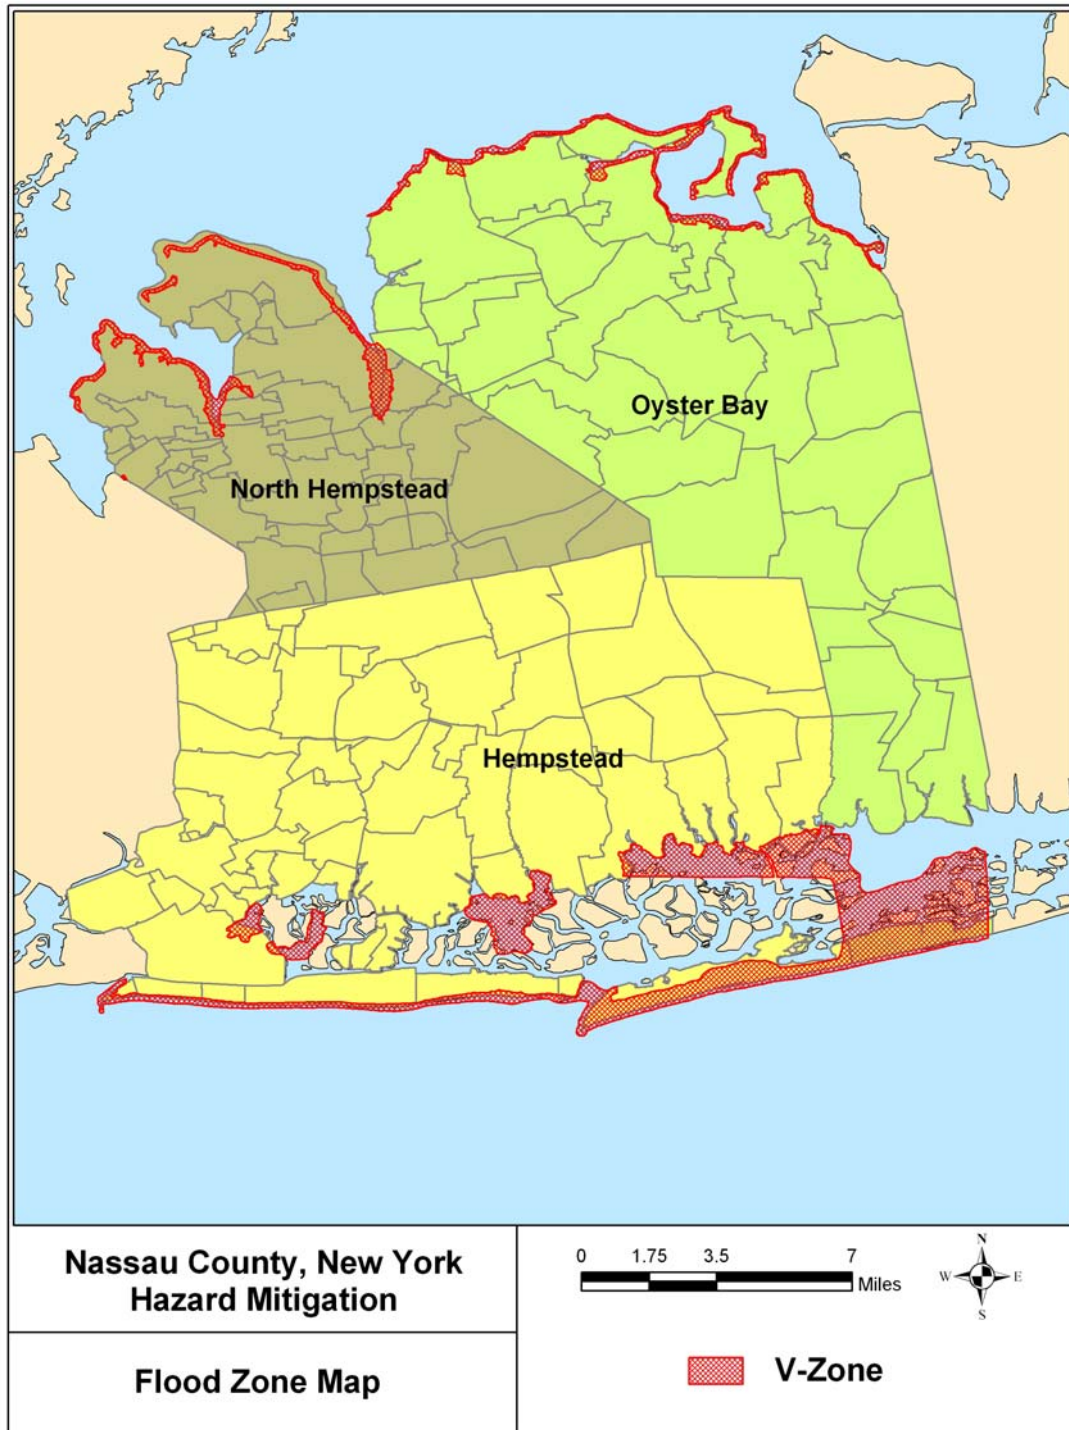 Oyster Bay
North Hempstead
Hempstead
Nassau County, New York
Hazard Mitigation
Flood Zone Map
0 1.75 3.5 7
Miles
N
W E
S
V-Zone